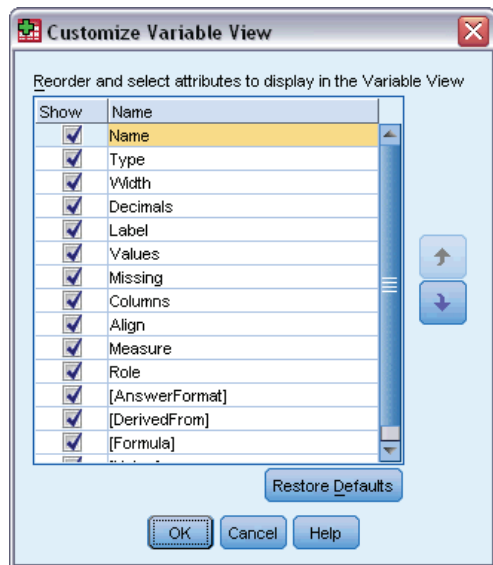 Customize Variable View
Reorder and select attributes to display in the Variable View
Show Name
Name
Type
Width
Decimals
Label
Values
Missing
Columns
Align
Measure
Role
[AnswerFormat]
[DerivedFrom]
[Formula]
Restore Defaults
OK Cancel Help